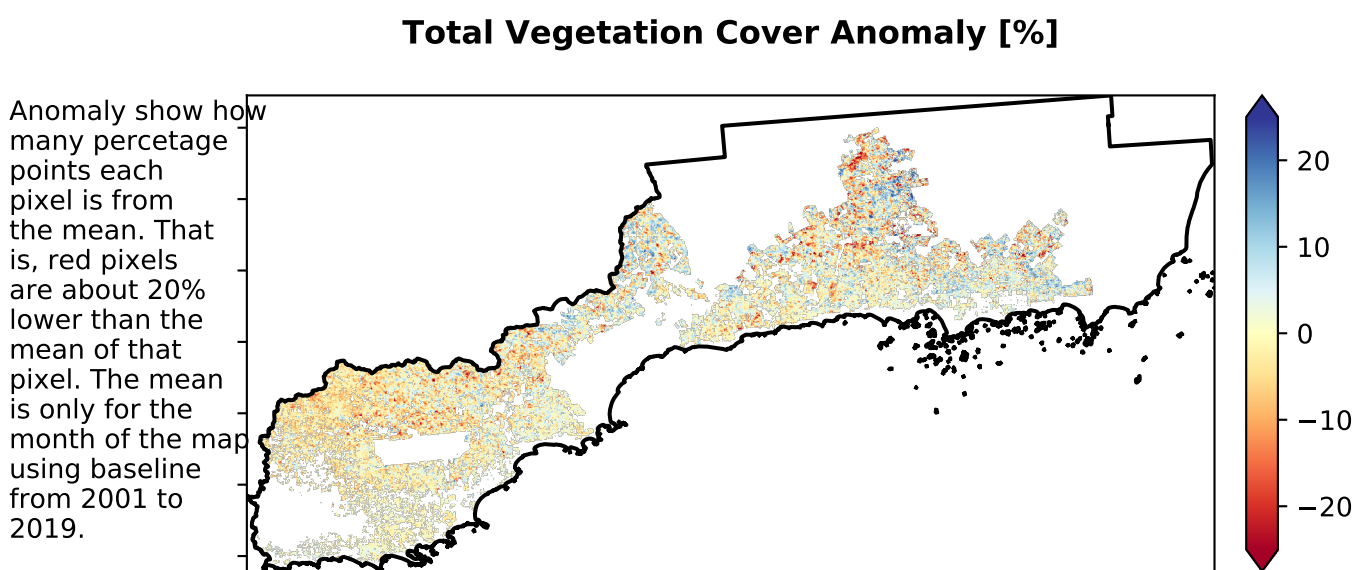 Total Vegetation Cover Anomaly [%]
Anomaly show how
many percetage
points each
pixel is from
the mean. That
is, red pixels
are about 20%
lower than the
mean of that
pixel. The mean
is only for the
month of the map
using baseline
from 2001 to
2019.
20
10
0
−10
−20